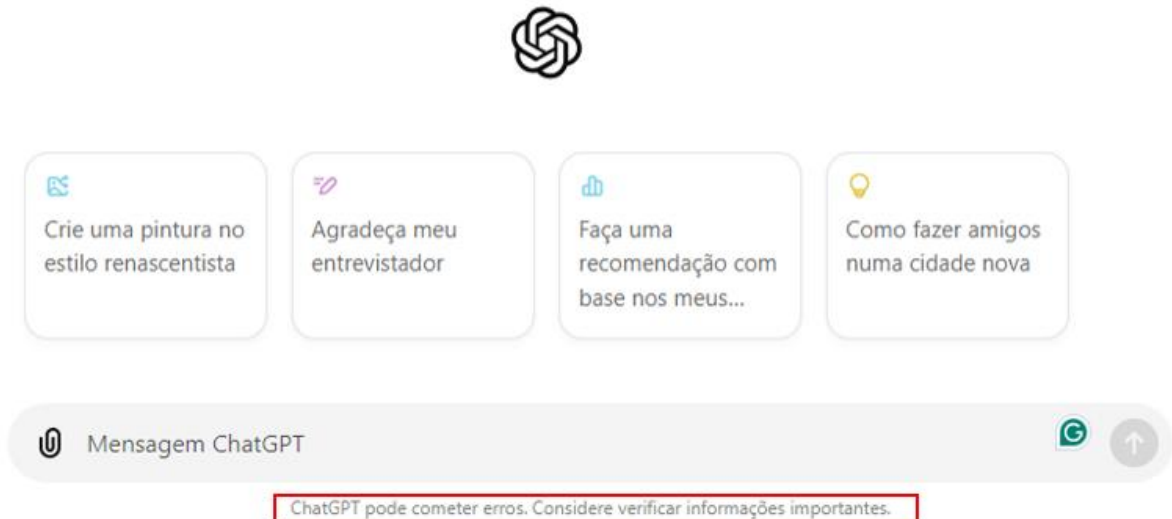 Crie uma pintura no
estilo renascentista
Agradeça meu
entrevistador
Faça uma
recomendação com
base nos meus...
Como fazer amigos
numa cidade nova
Mensagem ChatGPT
ChatGPT pode cometer erros. Considere verificar informações importantes.